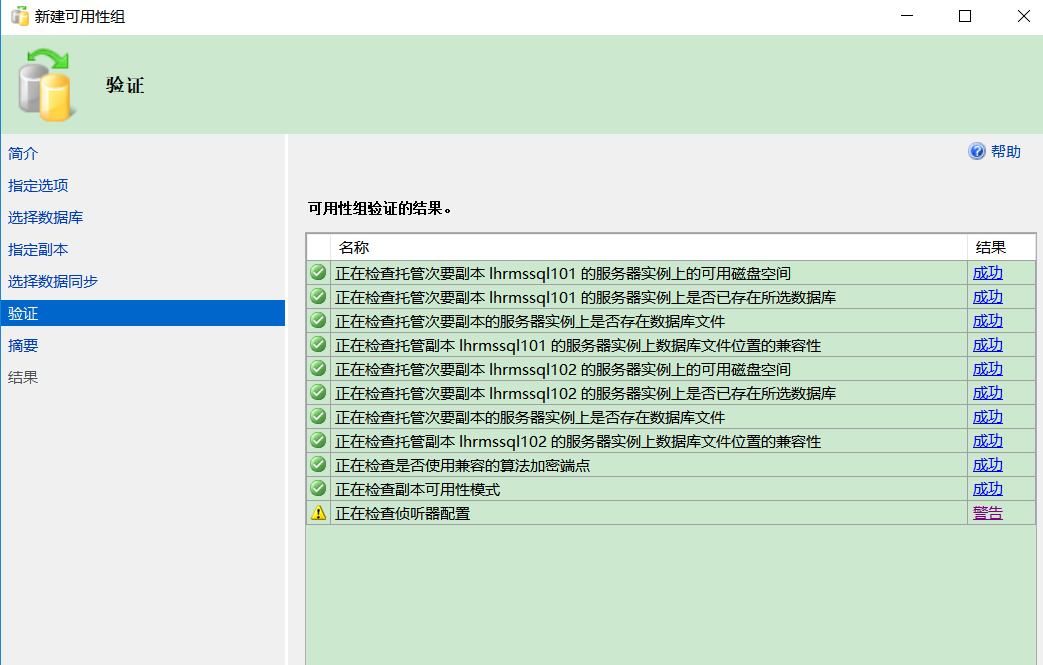 新建可用性组
验证
简介
指定选项
选择数据库
指定副本
选择数据同步
验证
摘要
结果
帮助
可用性组验证的结果。
名称 结果
正在检查托管次要副本 lhrmssql101 的服务器实例上的可用磁盘空间 成功
正在检查托管次要副本 lhrmssql101 的服务器实例上是否已存在所选数据库 成功
正在检查托管次要副本的服务器实例上是否存在数据库文件 成功
正在检查托管副本 lhrmssql101 的服务器实例上数据库文件位置的兼容性 成功
正在检查托管次要副本 lhrmssql102 的服务器实例上的可用磁盘空间 成功
正在检查托管次要副本 lhrmssql102 的服务器实例上是否已存在所选数据库 成功
正在检查托管次要副本的服务器实例上是否存在数据库文件 成功
正在检查托管副本 lhrmssql102 的服务器实例上数据库文件位置的兼容性 成功
正在检查是否使用兼容的算法加密端点 成功
正在检查副本可用性模式 成功
正在检查侦听器配置 警告